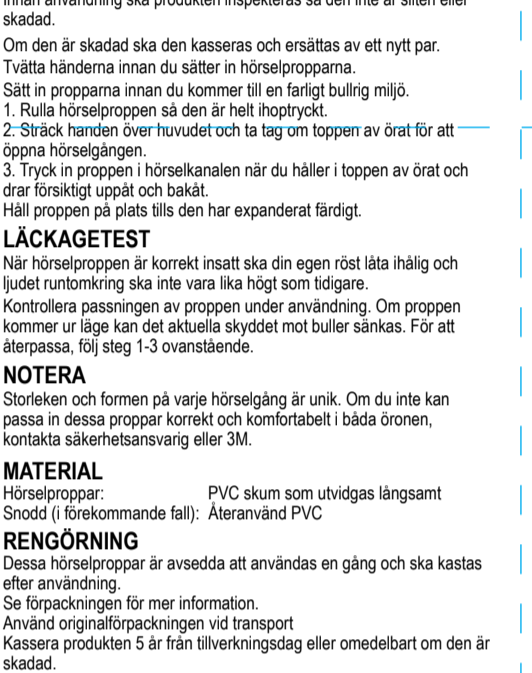 Innan användning ska produkten inspekteras så den inte är sliten eller
skadad.
Om den är skadad ska den kasseras och ersättas av ett nytt par.
Tvätta händerna innan du sätter in hörselpropparna.
Sätt in propparna innan du kommer till en farligt bullrig miljö.
1. Rulla hörselproppen så den är helt ihoptryckt.
2. Sträck handen över huvudet och ta tag om toppen av örat för att
öppna hörselgången.
3. Tryck in proppen i hörselkanalen när du håller i toppen av örat och
drar försiktigt uppåt och bakåt.
Håll proppen på plats tills den har expanderat färdigt.
LÄCKAGETEST
När hörselproppen är korrekt insatt ska din egen röst låta ihålig och
ljudet runtomkring ska inte vara lika högt som tidigare.
Kontrollera passningen av proppen under användning. Om proppen
kommer ur läge kan det aktuella skyddet mot buller sänkas. För att
återpassa, följ steg 1-3 ovanstående.
NOTERA
Storleken och formen på varje hörselgång är unik. Om du inte kan
passa in dessa proppar korrekt och komfortabelt i båda öronen,
kontakta säkerhetsansvarig eller 3M.
MATERIAL
Hörselproppar: PVC skum som utvidgas långsamt
Snodd (i förekommande fall): Återanvänd PVC
RENGÖRNING
Dessa hörselproppar är avsedda att användas en gång och ska kastas
efter användning.
Se förpackningen för mer information.
Använd originalförpackningen vid transport
Kassera produkten 5 år från tillverkningsdag eller omedelbart om den är
skadad.